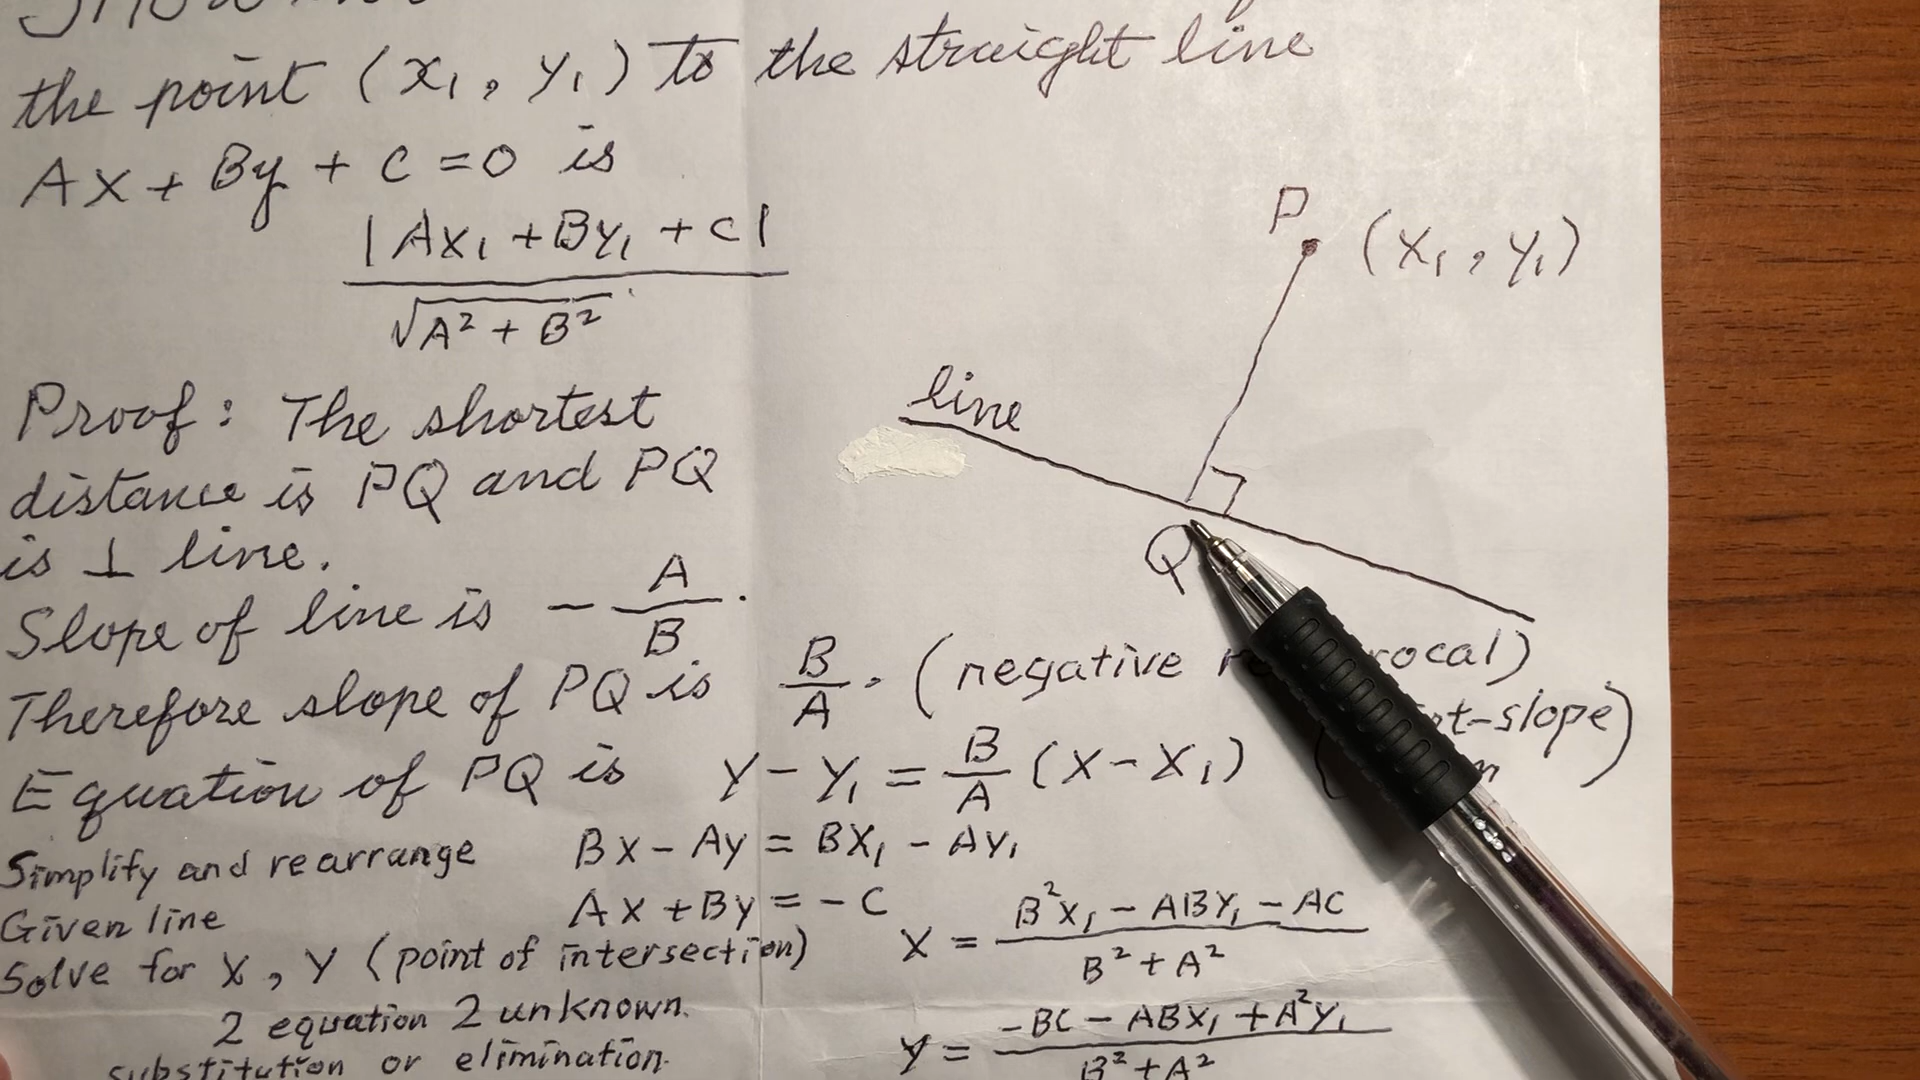 the point (x₁, y₁) to the straight line
Ax + By + C = 0 is
|Ax₁ + By₁ + C|
√A² + B²
P (x₁, y₁)
line
Q
Proof: The shortest
distance is PQ and PQ
is ⊥ line.
Slope of line is - A/B.
Therefore slope of PQ is B/A. (negative
Equation of PQ is y - y₁ = B/A (x - x₁)
Simplify and rearrange Bx - Ay = Bx₁ - Ay₁
Given line Ax + By = -C
Solve for x, y (point of intersection)
2 equation 2 unknown.
substitution or elimination.
x = B²x₁ - ABy₁ - AC / B² + A²
y = -BC - ABx₁ + A²y₁ / B² + A²